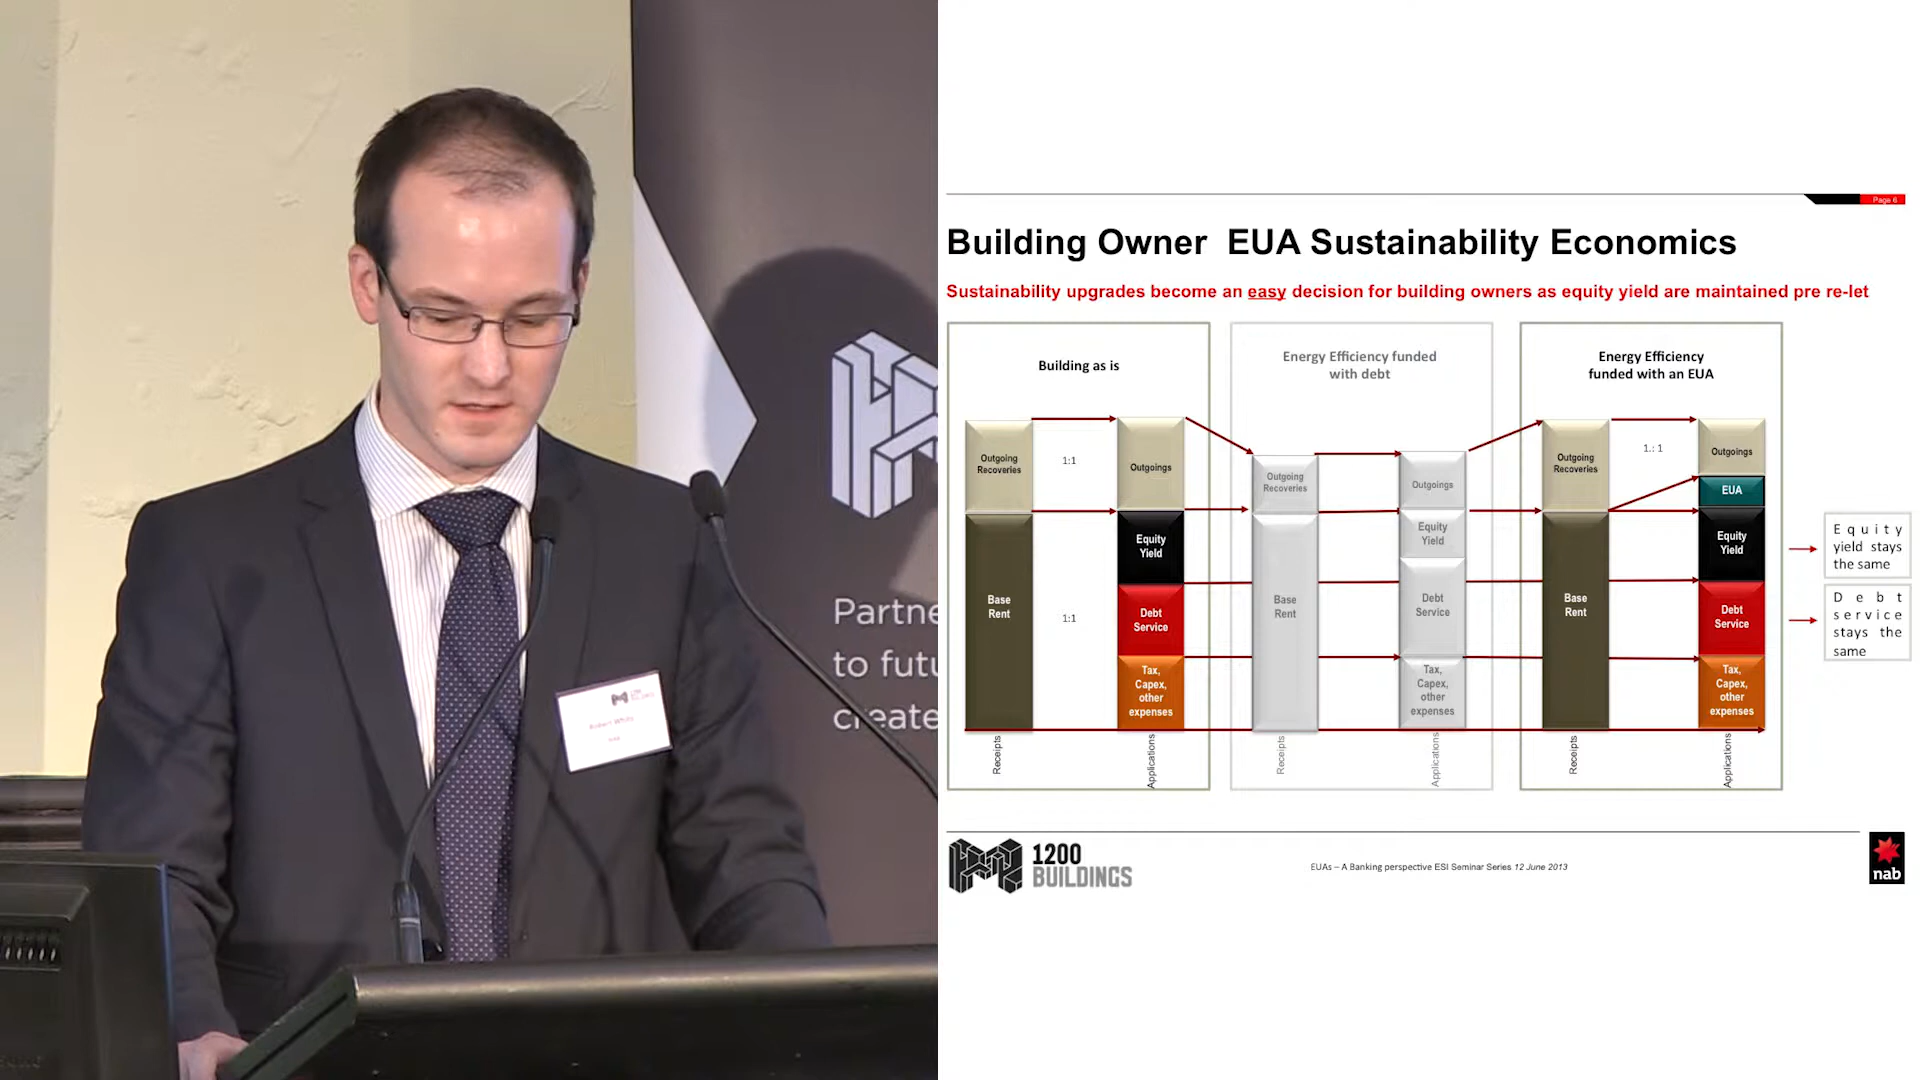 Partne
to futu
create
Robert White
nab
Page 6
Building Owner EUA Sustainability Economics
Sustainability upgrades become an easy decision for building owners as equity yield are maintained pre re-let
Building as is
Outgoing
Recoveries
1:1
Outgoings
Base
Rent
1:1
Equity
Yield
Debt
Service
Tax,
Capex,
other
expenses
Receipts
Applications
Energy Efficiency funded
with debt
Outgoing
Recoveries
Outgoings
Base
Rent
Equity
Yield
Debt
Service
Tax,
Capex,
other
expenses
Receipts
Applications
Energy Efficiency
funded with an EUA
Outgoing
Recoveries
1.: 1
Outgoings
EUA
Base
Rent
Equity
Yield
Debt
Service
Tax,
Capex,
other
expenses
Receipts
Applications
Equity
yield stays
the same
Debt
service
stays the
same
1200
BUILDINGS
EUAs – A Banking perspective ESI Seminar Series 12 June 2013
nab